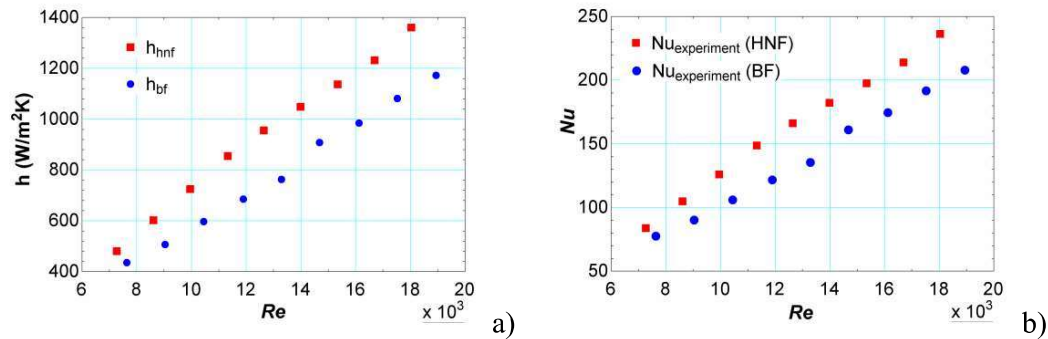 1400
1200
1000
800
600
400
h (W/m²K)
h_hnf
h_bf
6 8 10 12 14 16 18 20
Re
x 10³
a)
250
200
150
100
50
Nu
Nu_experiment (HNF)
Nu_experiment (BF)
6 8 10 12 14 16 18 20
Re
x 10³
b)